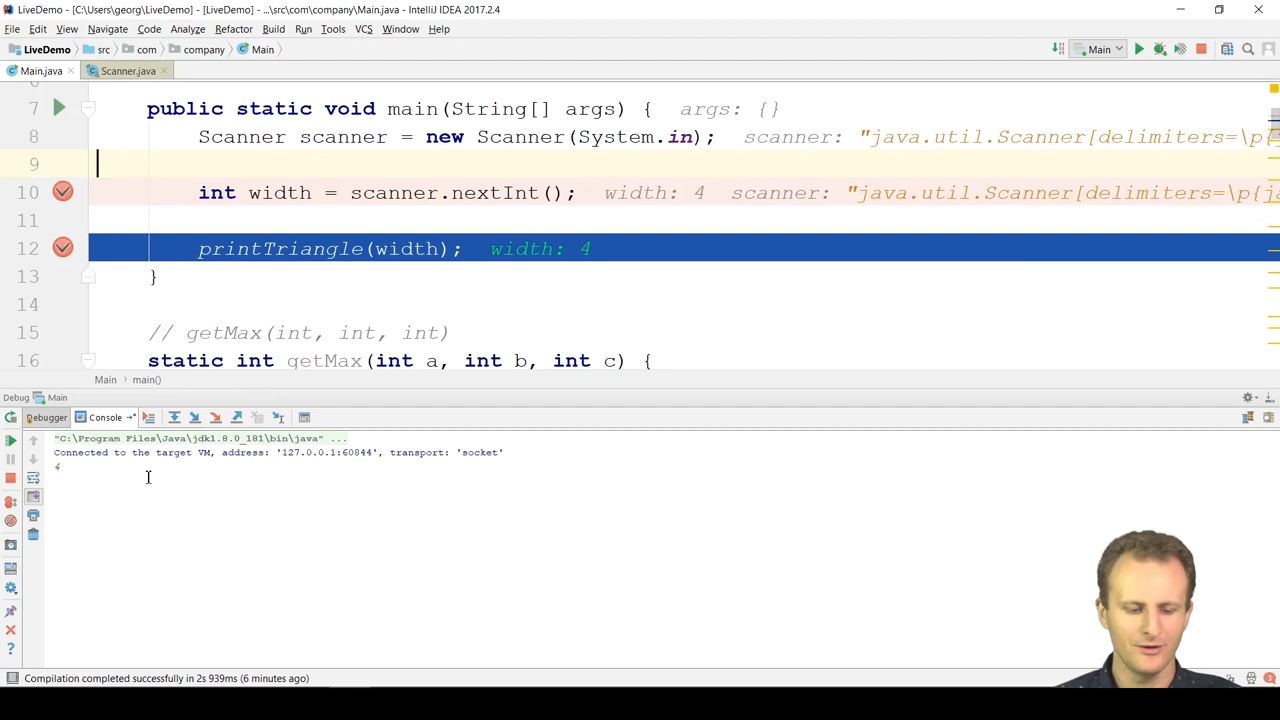 LiveDemo - [C:\Users\georg\LiveDemo] - [LiveDemo] - ...\src\com\company\Main.java - IntelliJ IDEA 2017.2.4
File Edit View Navigate Code Analyze Refactor Build Run Tools VCS Window Help
LiveDemo src com company Main Main
Main.java Scanner.java
7 public static void main(String[] args) { args: {}
8 Scanner scanner = new Scanner(System.in); scanner: "java.util.Scanner[delimiters=\p{j
9
10 int width = scanner.nextInt(); width: 4 scanner: "java.util.Scanner[delimiters=\p{ja
11
12 printTriangle(width); width: 4
13 }
14
15 // getMax(int, int, int)
16 static int getMax(int a, int b, int c) {
Main main()
Debug Main
Debugger Console
"C:\Program Files\Java\jdk1.8.0_181\bin\java" ...
Connected to the target VM, address: '127.0.0.1:60844', transport: 'socket'
4
Compilation completed successfully in 2s 939ms (6 minutes ago) 3